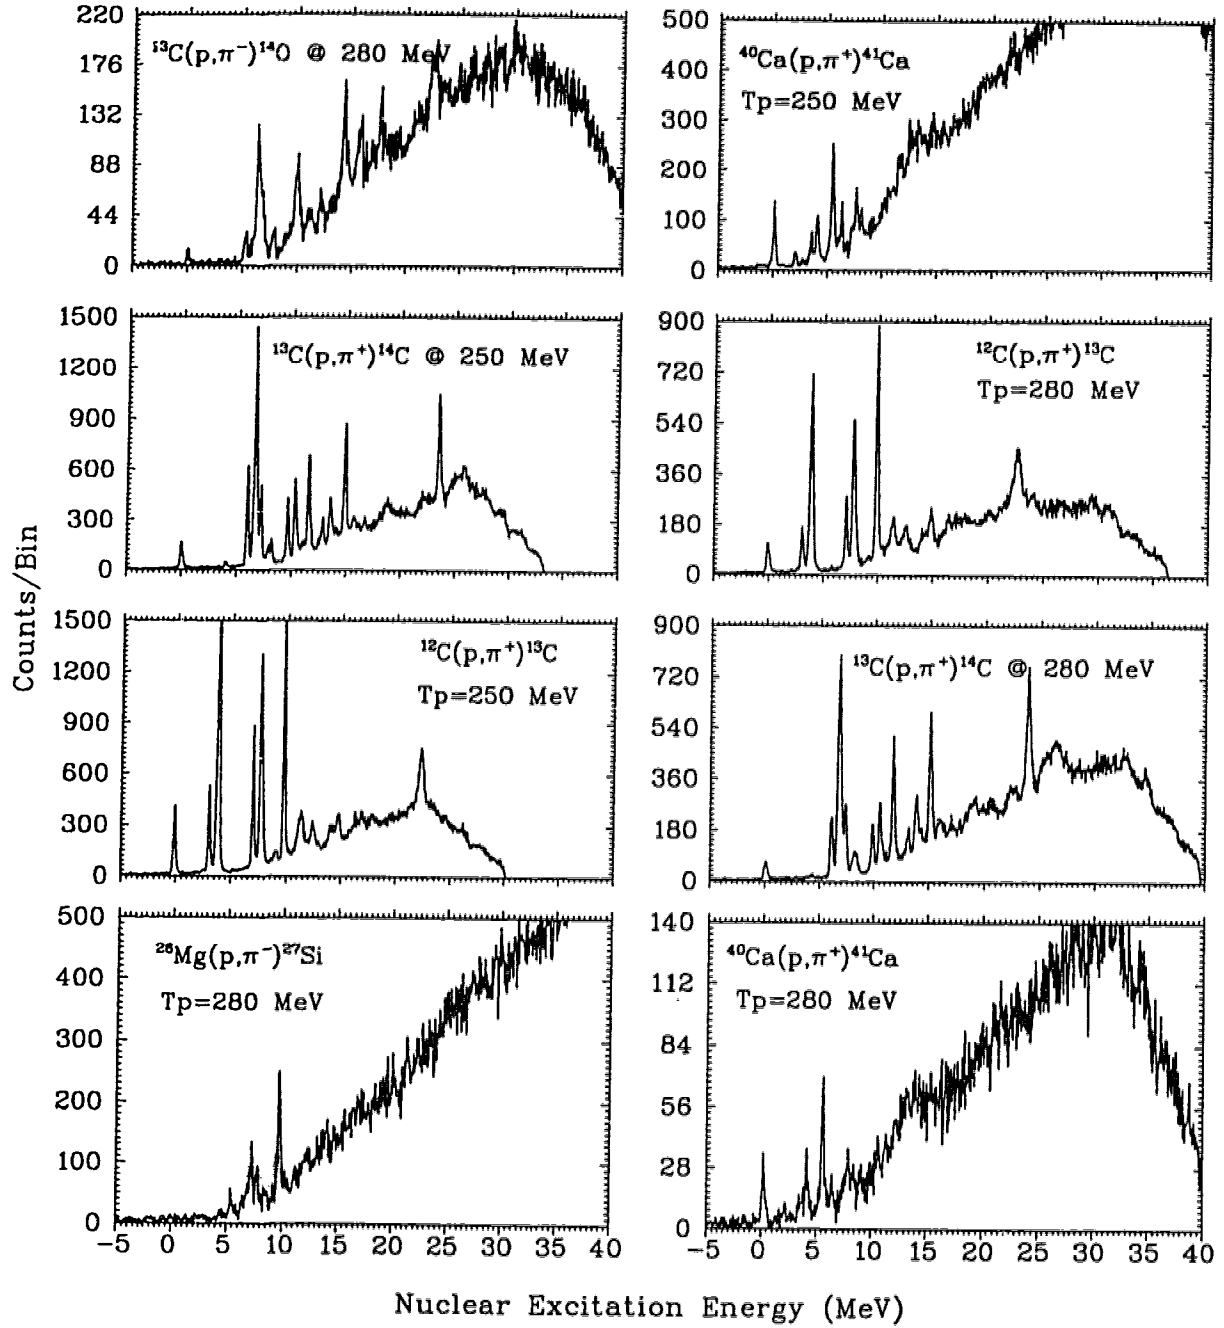 ¹³C(p,π⁻)¹⁴O @ 280 MeV
220
176
132
88
44
0
⁴⁰Ca(p,π⁺)⁴¹Ca
Tp=250 MeV
500
400
300
200
100
0
¹³C(p,π⁺)¹⁴C @ 250 MeV
1500
1200
900
600
300
0
¹²C(p,π⁺)¹³C
Tp=280 MeV
900
720
540
360
180
0
Counts/Bin
¹²C(p,π⁺)¹³C
Tp=250 MeV
1500
1200
900
600
300
0
¹³C(p,π⁺)¹⁴C @ 280 MeV
900
720
540
360
180
0
²⁶Mg(p,π⁻)²⁷Si
Tp=280 MeV
500
400
300
200
100
0
-5 0 5 10 15 20 25 30 35 40
⁴⁰Ca(p,π⁺)⁴¹Ca
Tp=280 MeV
140
112
84
56
28
0
-5 0 5 10 15 20 25 30 35 40
Nuclear Excitation Energy (MeV)